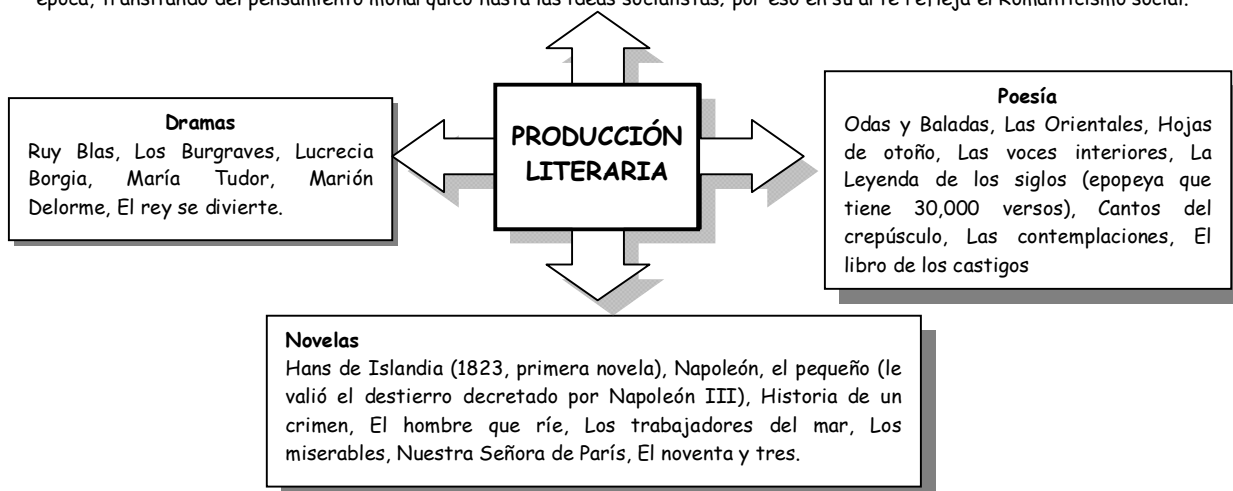 época, transitando del pensamiento monárquico hasta las ideas socialistas, por eso en su arte refleja el Romanticismo social.
PRODUCCIÓN
LITERARIA
Dramas
Ruy Blas, Los Burgraves, Lucrecia
Borgia, María Tudor, Marión
Delorme, El rey se divierte.
Poesía
Odas y Baladas, Las Orientales, Hojas
de otoño, Las voces interiores, La
Leyenda de los siglos (epopeya que
tiene 30,000 versos), Cantos del
crepúsculo, Las contemplaciones, El
libro de los castigos
Novelas
Hans de Islandia (1823, primera novela), Napoleón, el pequeño (le
valió el destierro decretado por Napoleón III), Historia de un
crimen, El hombre que ríe, Los trabajadores del mar, Los
miserables, Nuestra Señora de París, El noventa y tres.